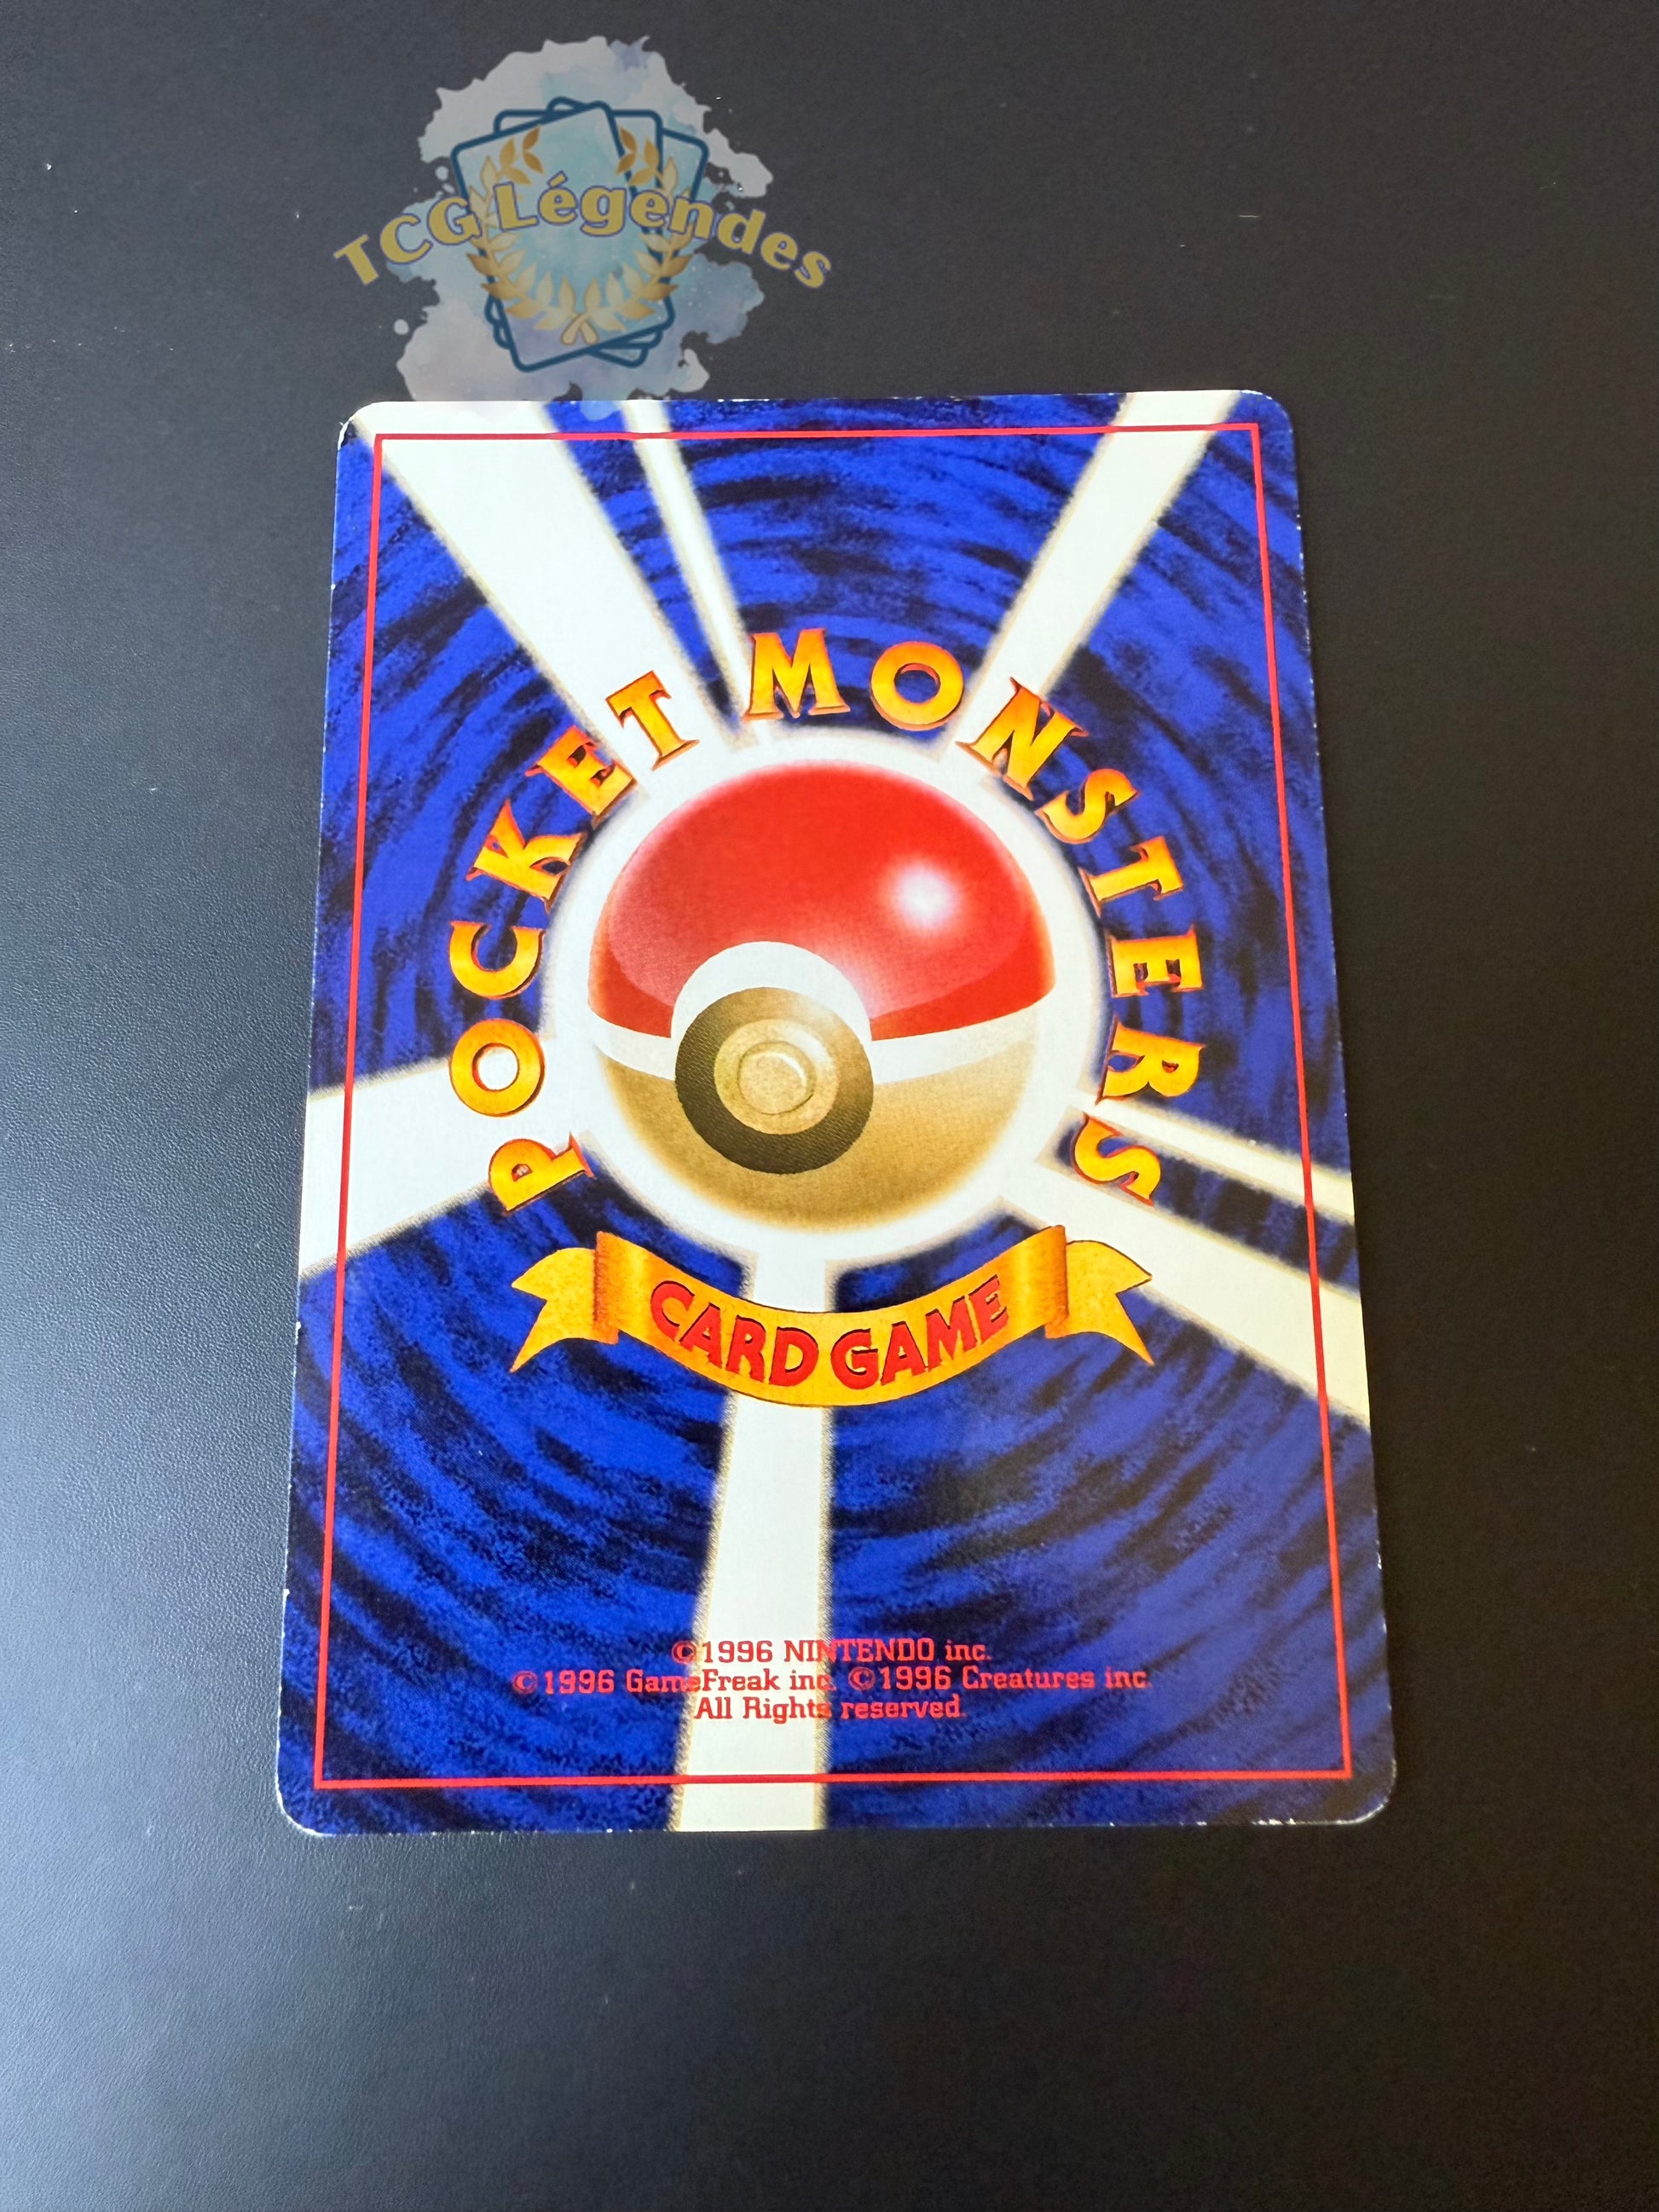 TCG Légendes
POCKET MONSTERS
CARD GAME
©1996 NINTENDO inc.
©1996 GameFreak inc. ©1996 Creatures inc.
All Rights reserved.